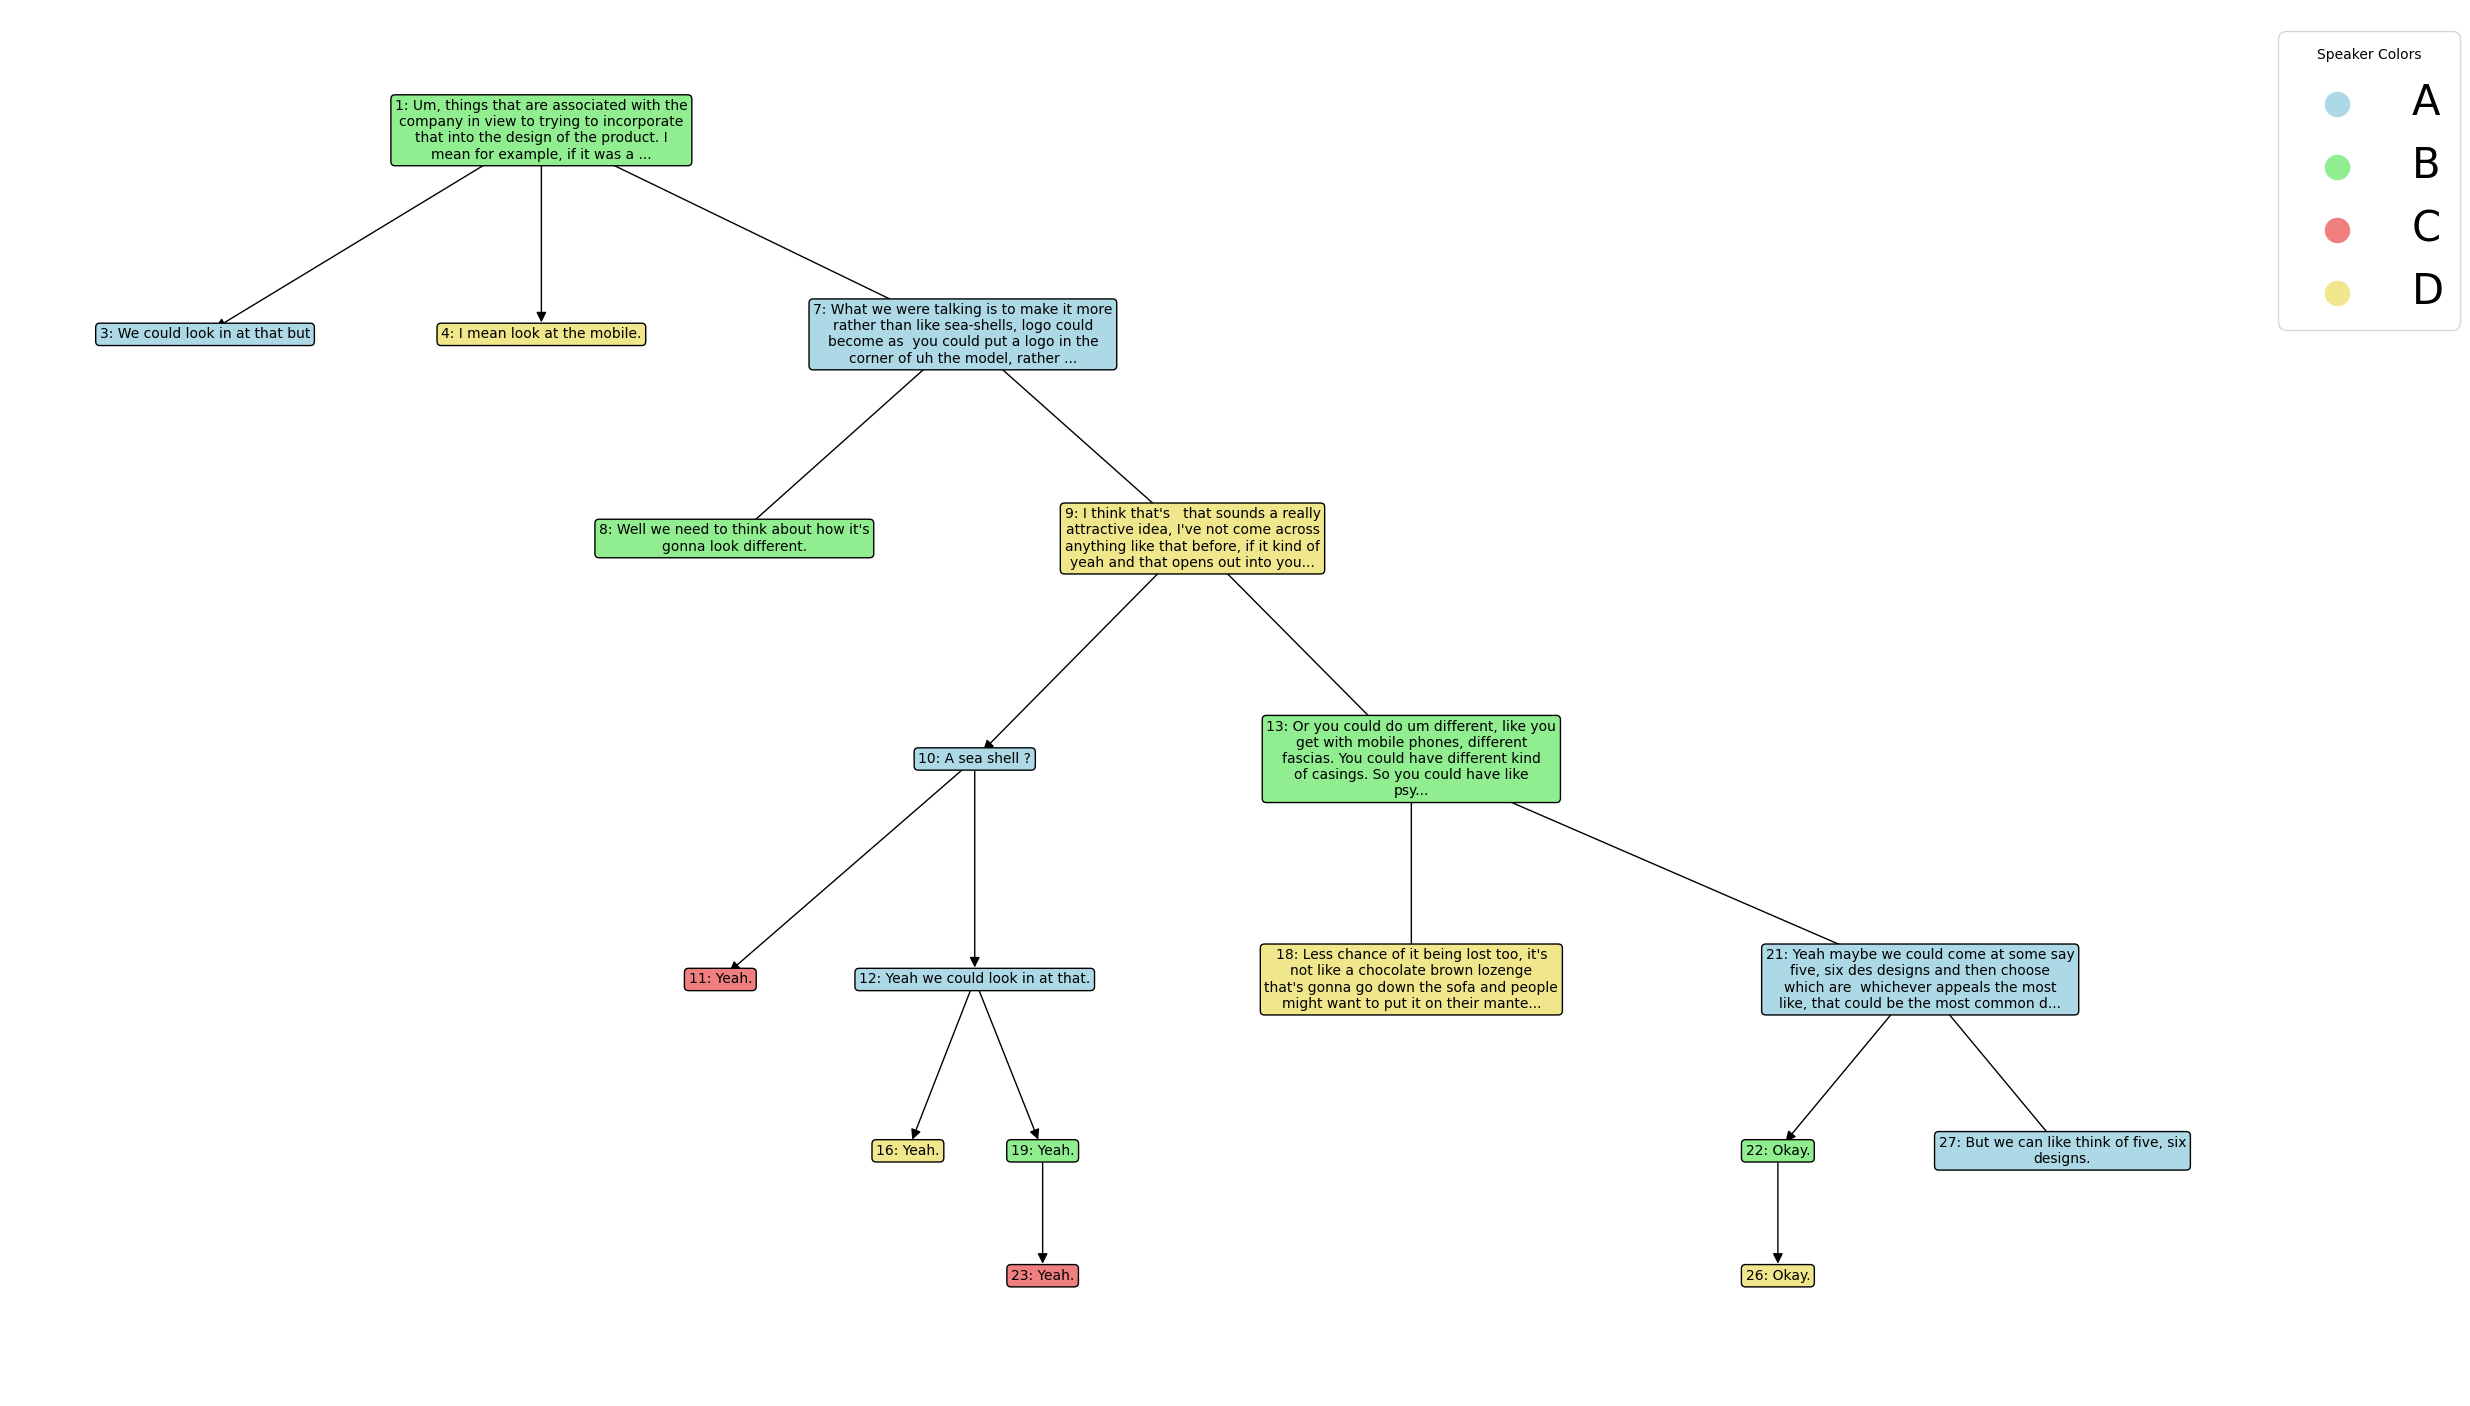 Speaker Colors
A
B
C
D
1: Um, things that are associated with the
company in view to trying to incorporate
that into the design of the product. I
mean for example, if it was a ...
3: We could look in at that but
4: I mean look at the mobile.
7: What we were talking is to make it more
rather than like sea-shells, logo could
become as  you could put a logo in the
corner of uh the model, rather ...
8: Well we need to think about how it's
gonna look different.
9: I think that's   that sounds a really
attractive idea, I've not come across
anything like that before, if it kind of
yeah and that opens out into you...
10: A sea shell ?
13: Or you could do um different, like you
get with mobile phones, different
fascias. You could have different kind
of casings. So you could have like
psy...
11: Yeah.
12: Yeah we could look in at that.
18: Less chance of it being lost too, it's
not like a chocolate brown lozenge
that's gonna go down the sofa and people
might want to put it on their mante...
21: Yeah maybe we could come at some say
five, six des designs and then choose
which are  whichever appeals the most
like, that could be the most common d...
16: Yeah.
19: Yeah.
22: Okay.
27: But we can like think of five, six
designs.
23: Yeah.
26: Okay.